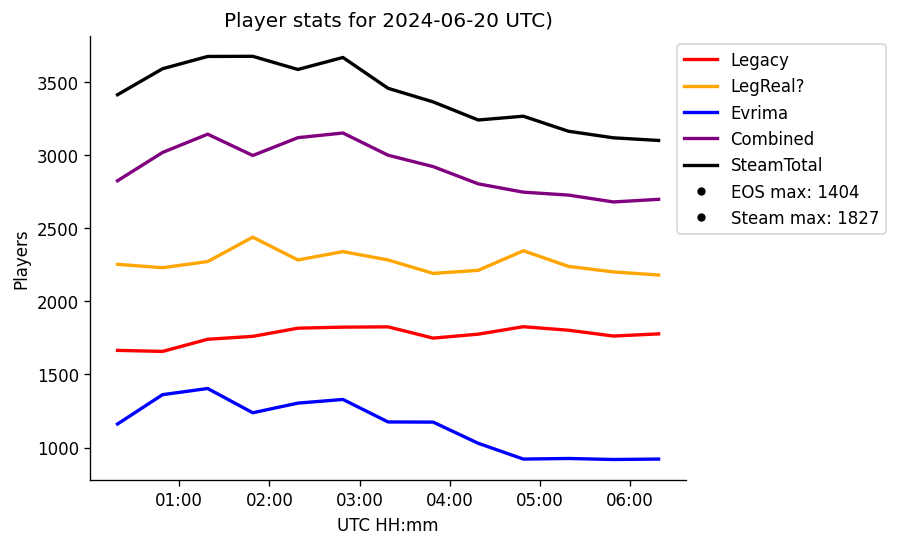 Player stats for 2024-06-20 UTC)
Legacy
LegReal?
Evrima
Combined
SteamTotal
EOS max: 1404
Steam max: 1827
Players
3500
3000
2500
2000
1500
1000
01:00 02:00 03:00 04:00 05:00 06:00
UTC HH:mm